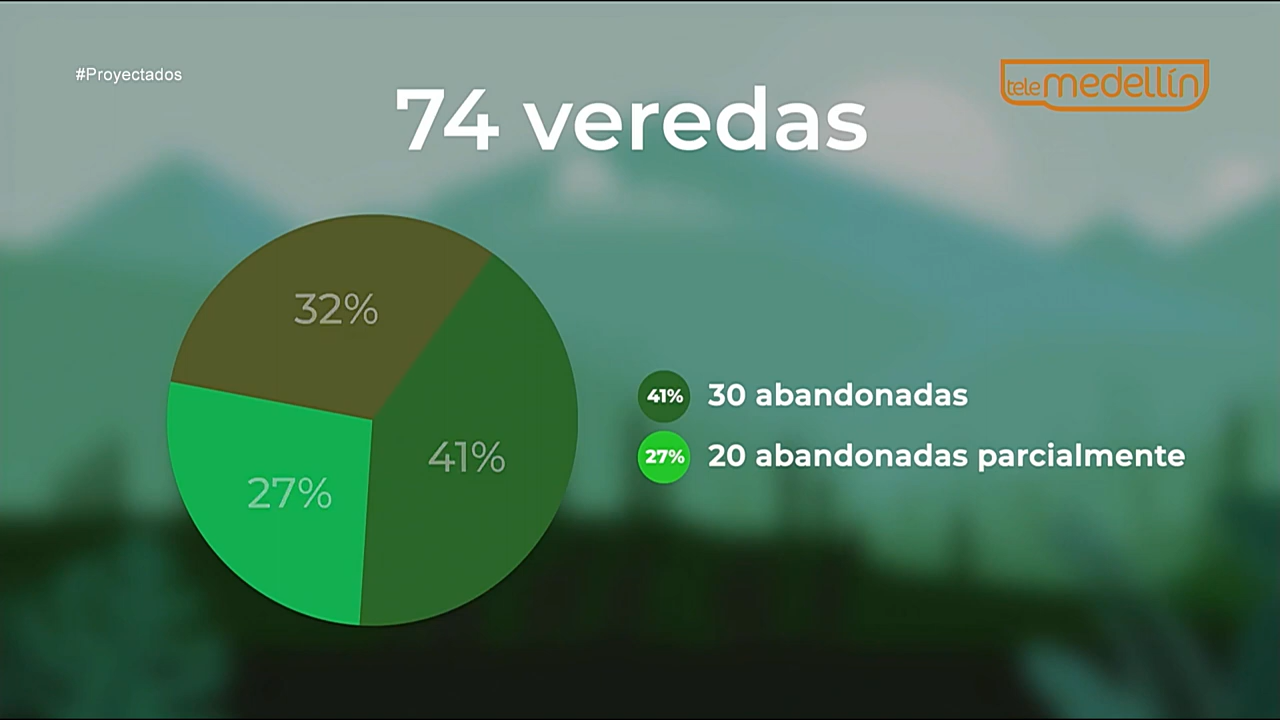 #Proyectados
telemedellín
74 veredas
32%
41%
27%
41% 30 abandonadas
27% 20 abandonadas parcialmente